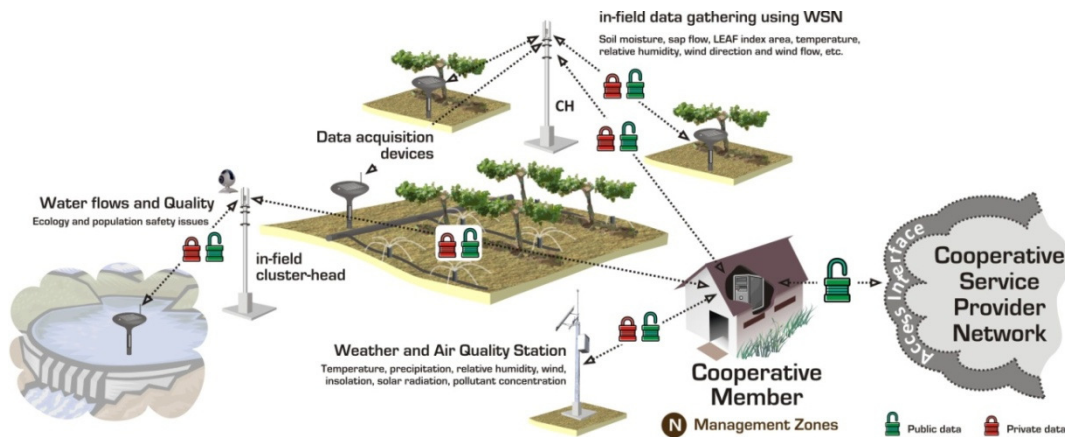 in-field data gathering using WSN
Soil moisture, sap flow, LEAF index area, temperature,
relative humidity, wind direction and wind flow, etc.
CH
Data acquisition
devices
Water flows and Quality
Ecology and population safety issues
in-field
cluster-head
Weather and Air Quality Station
Temperature, precipitation, relative humidity, wind,
insolation, solar radiation, pollutant concentration
Cooperative
Member
N Management Zones
Access Interface
Cooperative
Service
Provider
Network
Public data
Private data